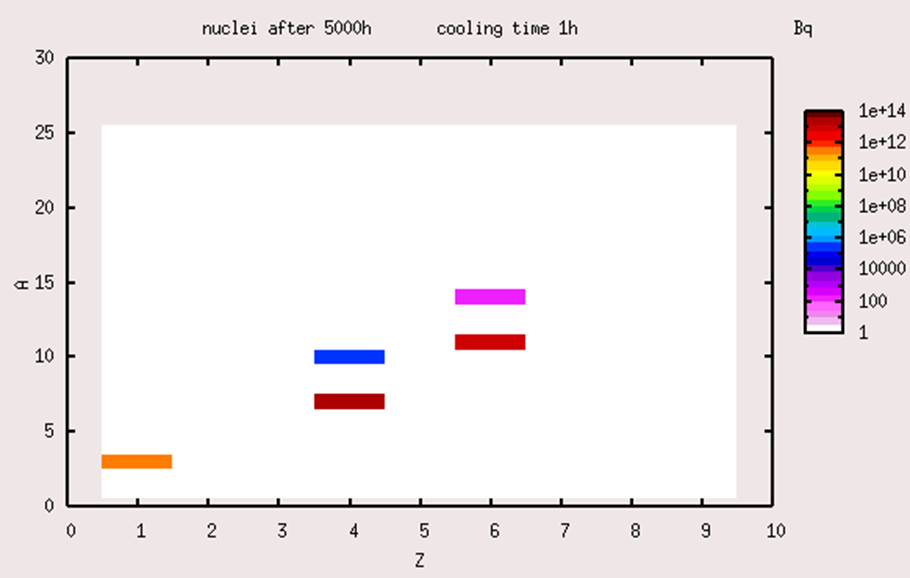 nuclei after 5000h cooling time 1h Bq
30
25
20
15
10
5
0
A
0 1 2 3 4 5 6 7 8 9 10
Z
1e+14
1e+12
1e+10
1e+08
1e+06
10000
100
1